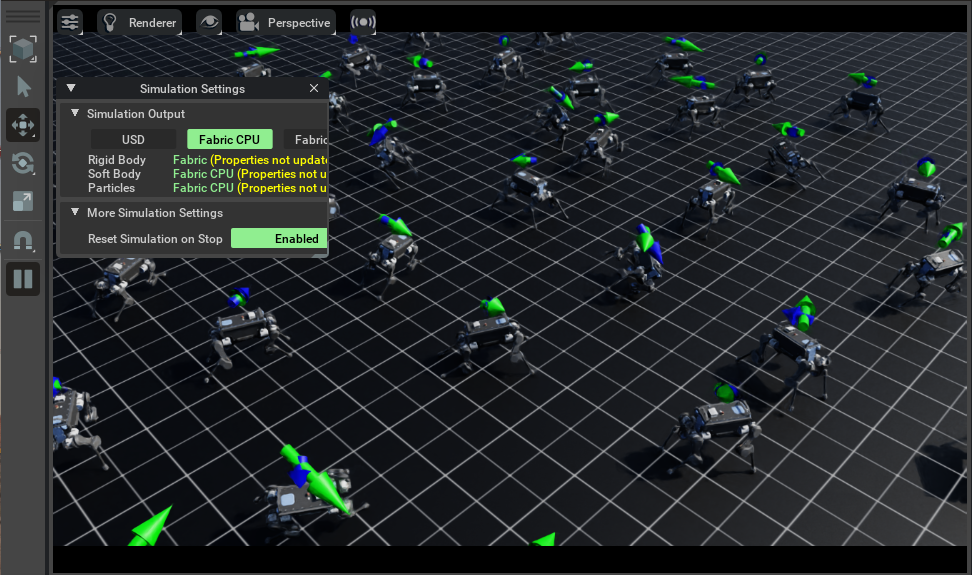 Renderer
Perspective
Simulation Settings
Simulation Output
USD
Fabric CPU
Fabric
Rigid Body
Fabric (Properties not update
Soft Body
Fabric CPU (Properties not u
Particles
Fabric CPU (Properties not u
More Simulation Settings
Reset Simulation on Stop
Enabled